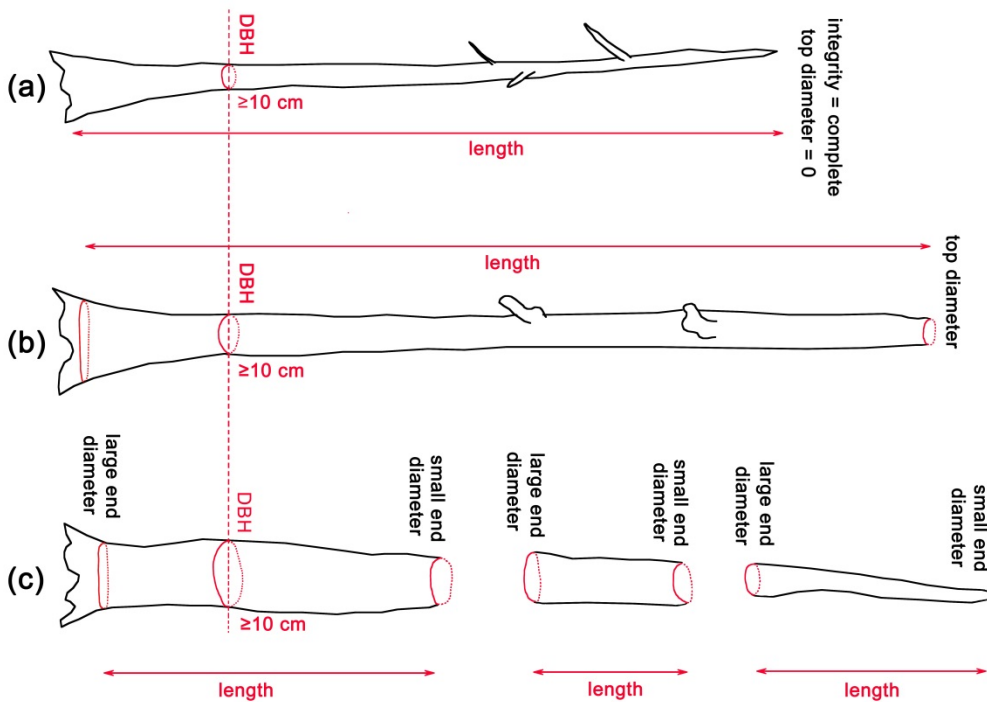 (a)
DBH
≥10 cm
length
integrity = complete
top diameter = 0
(b)
length
DBH
≥10 cm
top diameter
(c)
large end
diameter
DBH
≥10 cm
small end
diameter
large end
diameter
small end
diameter
large end
diameter
small end
diameter
length
length
length